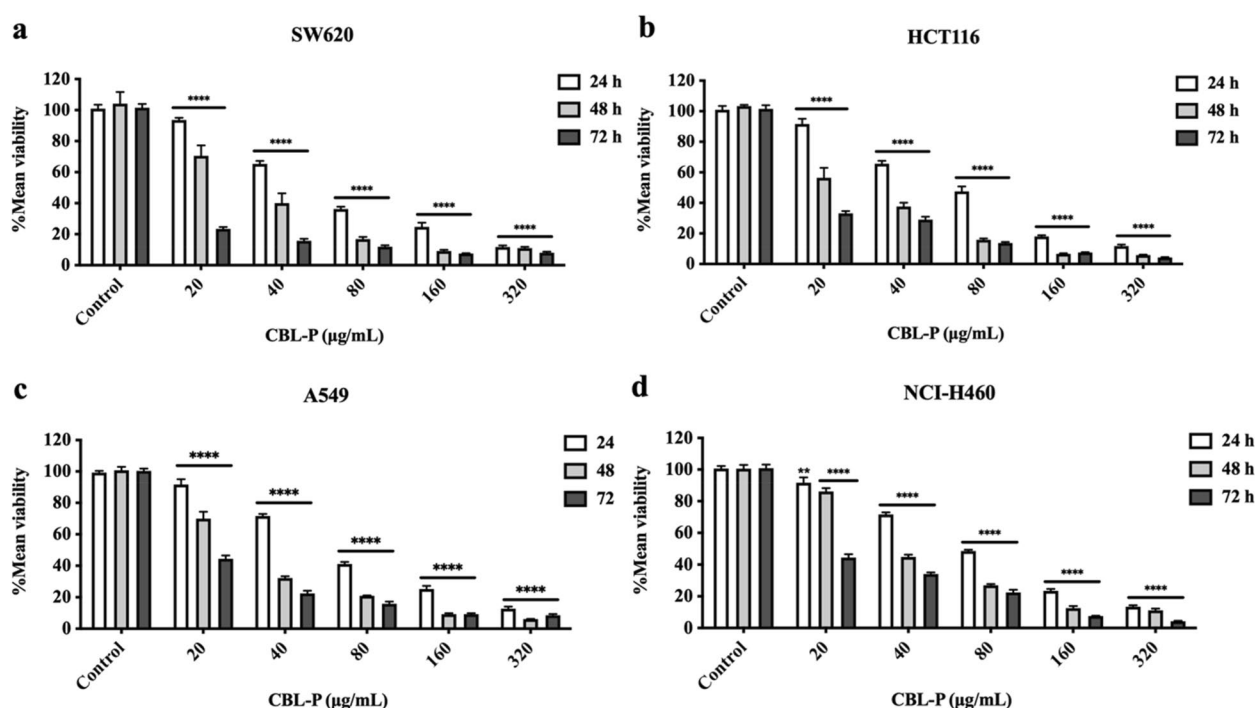 a
SW620
%Mean viability
120
100
80
60
40
20
0
****
****
****
****
****
24 h
48 h
72 h
Control
20
40
80
160
320
CBL-P (µg/mL)
b
HCT116
%Mean viability
120
100
80
60
40
20
0
****
****
****
****
****
24 h
48 h
72 h
Control
20
40
80
160
320
CBL-P (µg/mL)
c
A549
%Mean viability
120
100
80
60
40
20
0
****
****
****
****
****
24
48
72
Control
20
40
80
160
320
CBL-P (µg/mL)
d
NCI-H460
%Mean viability
120
100
80
60
40
20
0
**
****
****
****
****
****
24 h
48 h
72 h
Control
20
40
80
160
320
CBL-P (µg/mL)